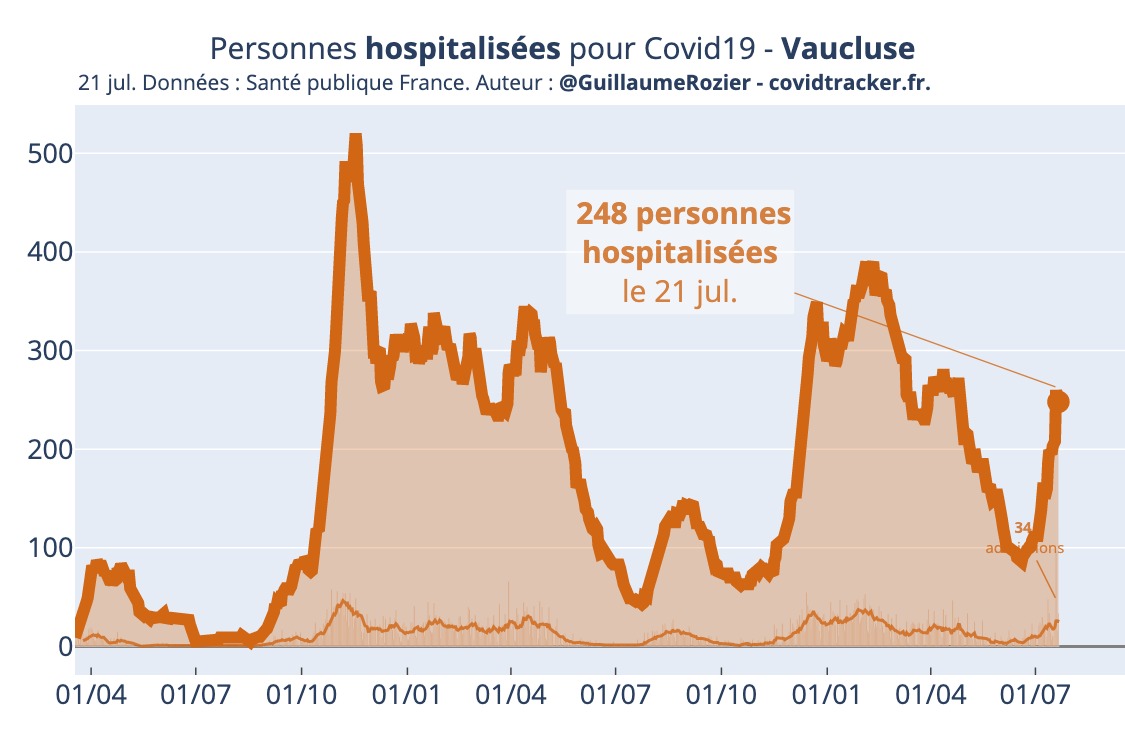 Personnes hospitalisées pour Covid19 - Vaucluse
21 jul. Données : Santé publique France. Auteur : @GuillaumeRozier - covidtracker.fr.
500
248 personnes
hospitalisées
le 21 jul.
400
300
200
100
34
admissions
0
01/04 01/07 01/10 01/01 01/04 01/07 01/10 01/01 01/04 01/07